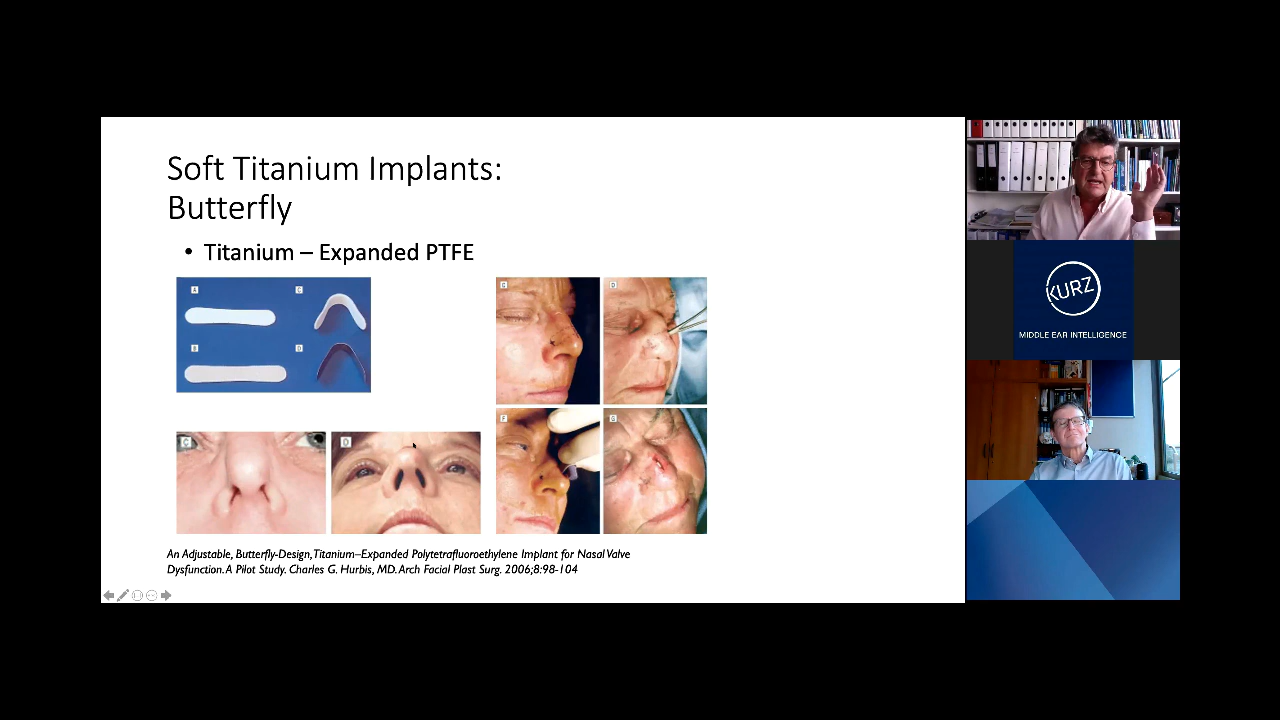 Soft Titanium Implants:
Butterfly
• Titanium – Expanded PTFE
A
C
B
D
C
D
F
G
C
D
An Adjustable, Butterfly-Design, Titanium–Expanded Polytetrafluoroethylene Implant for Nasal Valve
Dysfunction. A Pilot Study. Charles G. Hurbis, MD. Arch Facial Plast Surg. 2006;8:98-104
KURZ
MIDDLE EAR INTELLIGENCE